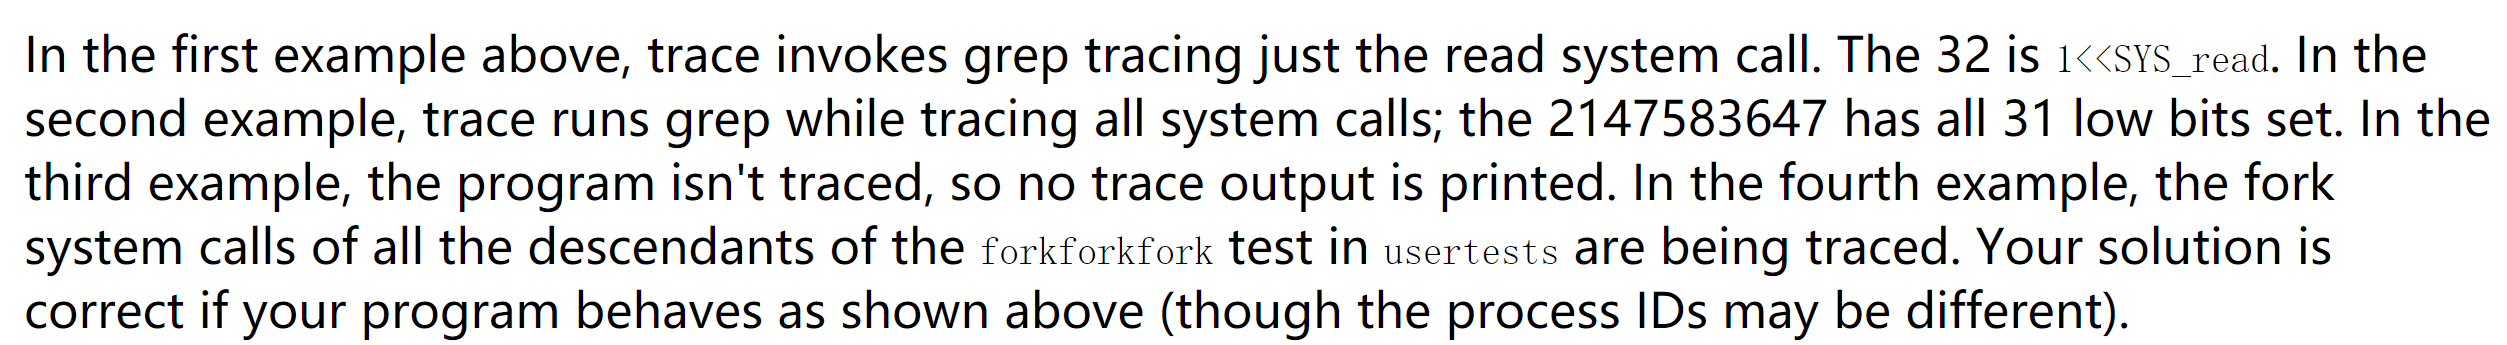 In the first example above, trace invokes grep tracing just the read system call. The 32 is 1<<SYS_read. In the
second example, trace runs grep while tracing all system calls; the 2147583647 has all 31 low bits set. In the
third example, the program isn't traced, so no trace output is printed. In the fourth example, the fork
system calls of all the descendants of the forkforkfork test in usertests are being traced. Your solution is
correct if your program behaves as shown above (though the process IDs may be different).